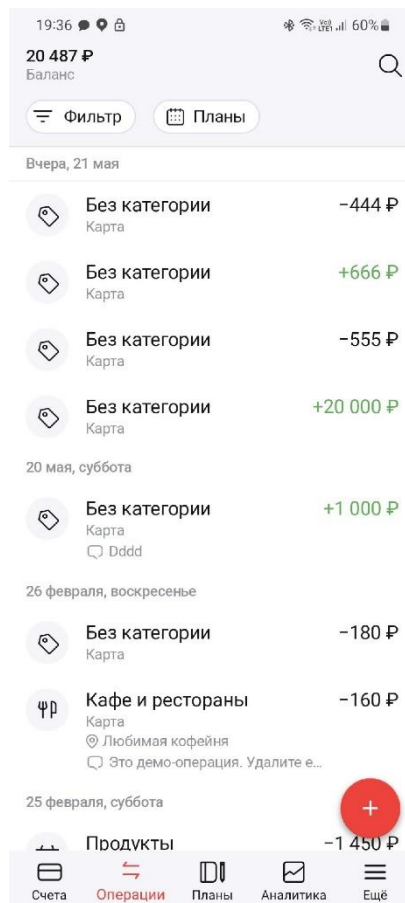 19:36 60%
20 487 ₽
Баланс
Фильтр Планы
Вчера, 21 мая
Без категории −444 ₽
Карта
Без категории +666 ₽
Карта
Без категории −555 ₽
Карта
Без категории +20 000 ₽
Карта
20 мая, суббота
Без категории +1 000 ₽
Карта
Dddd
26 февраля, воскресенье
Без категории −180 ₽
Карта
Кафе и рестораны −160 ₽
Карта
Любимая кофейня
Это демо-операция. Удалите е...
25 февраля, суббота
Продукты −1 450 ₽
Счета Операции Планы Аналитика Ещё